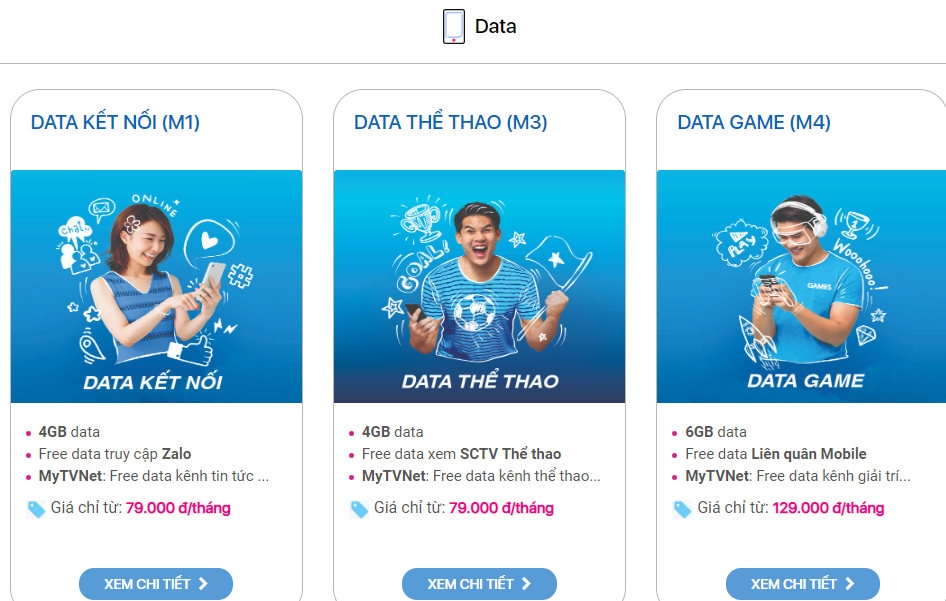 Data
DATA KẾT NỐI (M1)
ONLINE
chat
DATA KẾT NỐI
4GB data
Free data truy cập Zalo
MyTVNet: Free data kênh tin tức ...
Giá chỉ từ: 79.000 đ/tháng
XEM CHI TIẾT
DATA THỂ THAO (M3)
GOAL!
DATA THỂ THAO
4GB data
Free data xem SCTV Thể thao
MyTVNet: Free data kênh thể thao...
Giá chỉ từ: 79.000 đ/tháng
XEM CHI TIẾT
DATA GAME (M4)
PLAY
Wooohooo!
GAMES
DATA GAME
6GB data
Free data Liên quân Mobile
MyTVNet: Free data kênh giải trí...
Giá chỉ từ: 129.000 đ/tháng
XEM CHI TIẾT